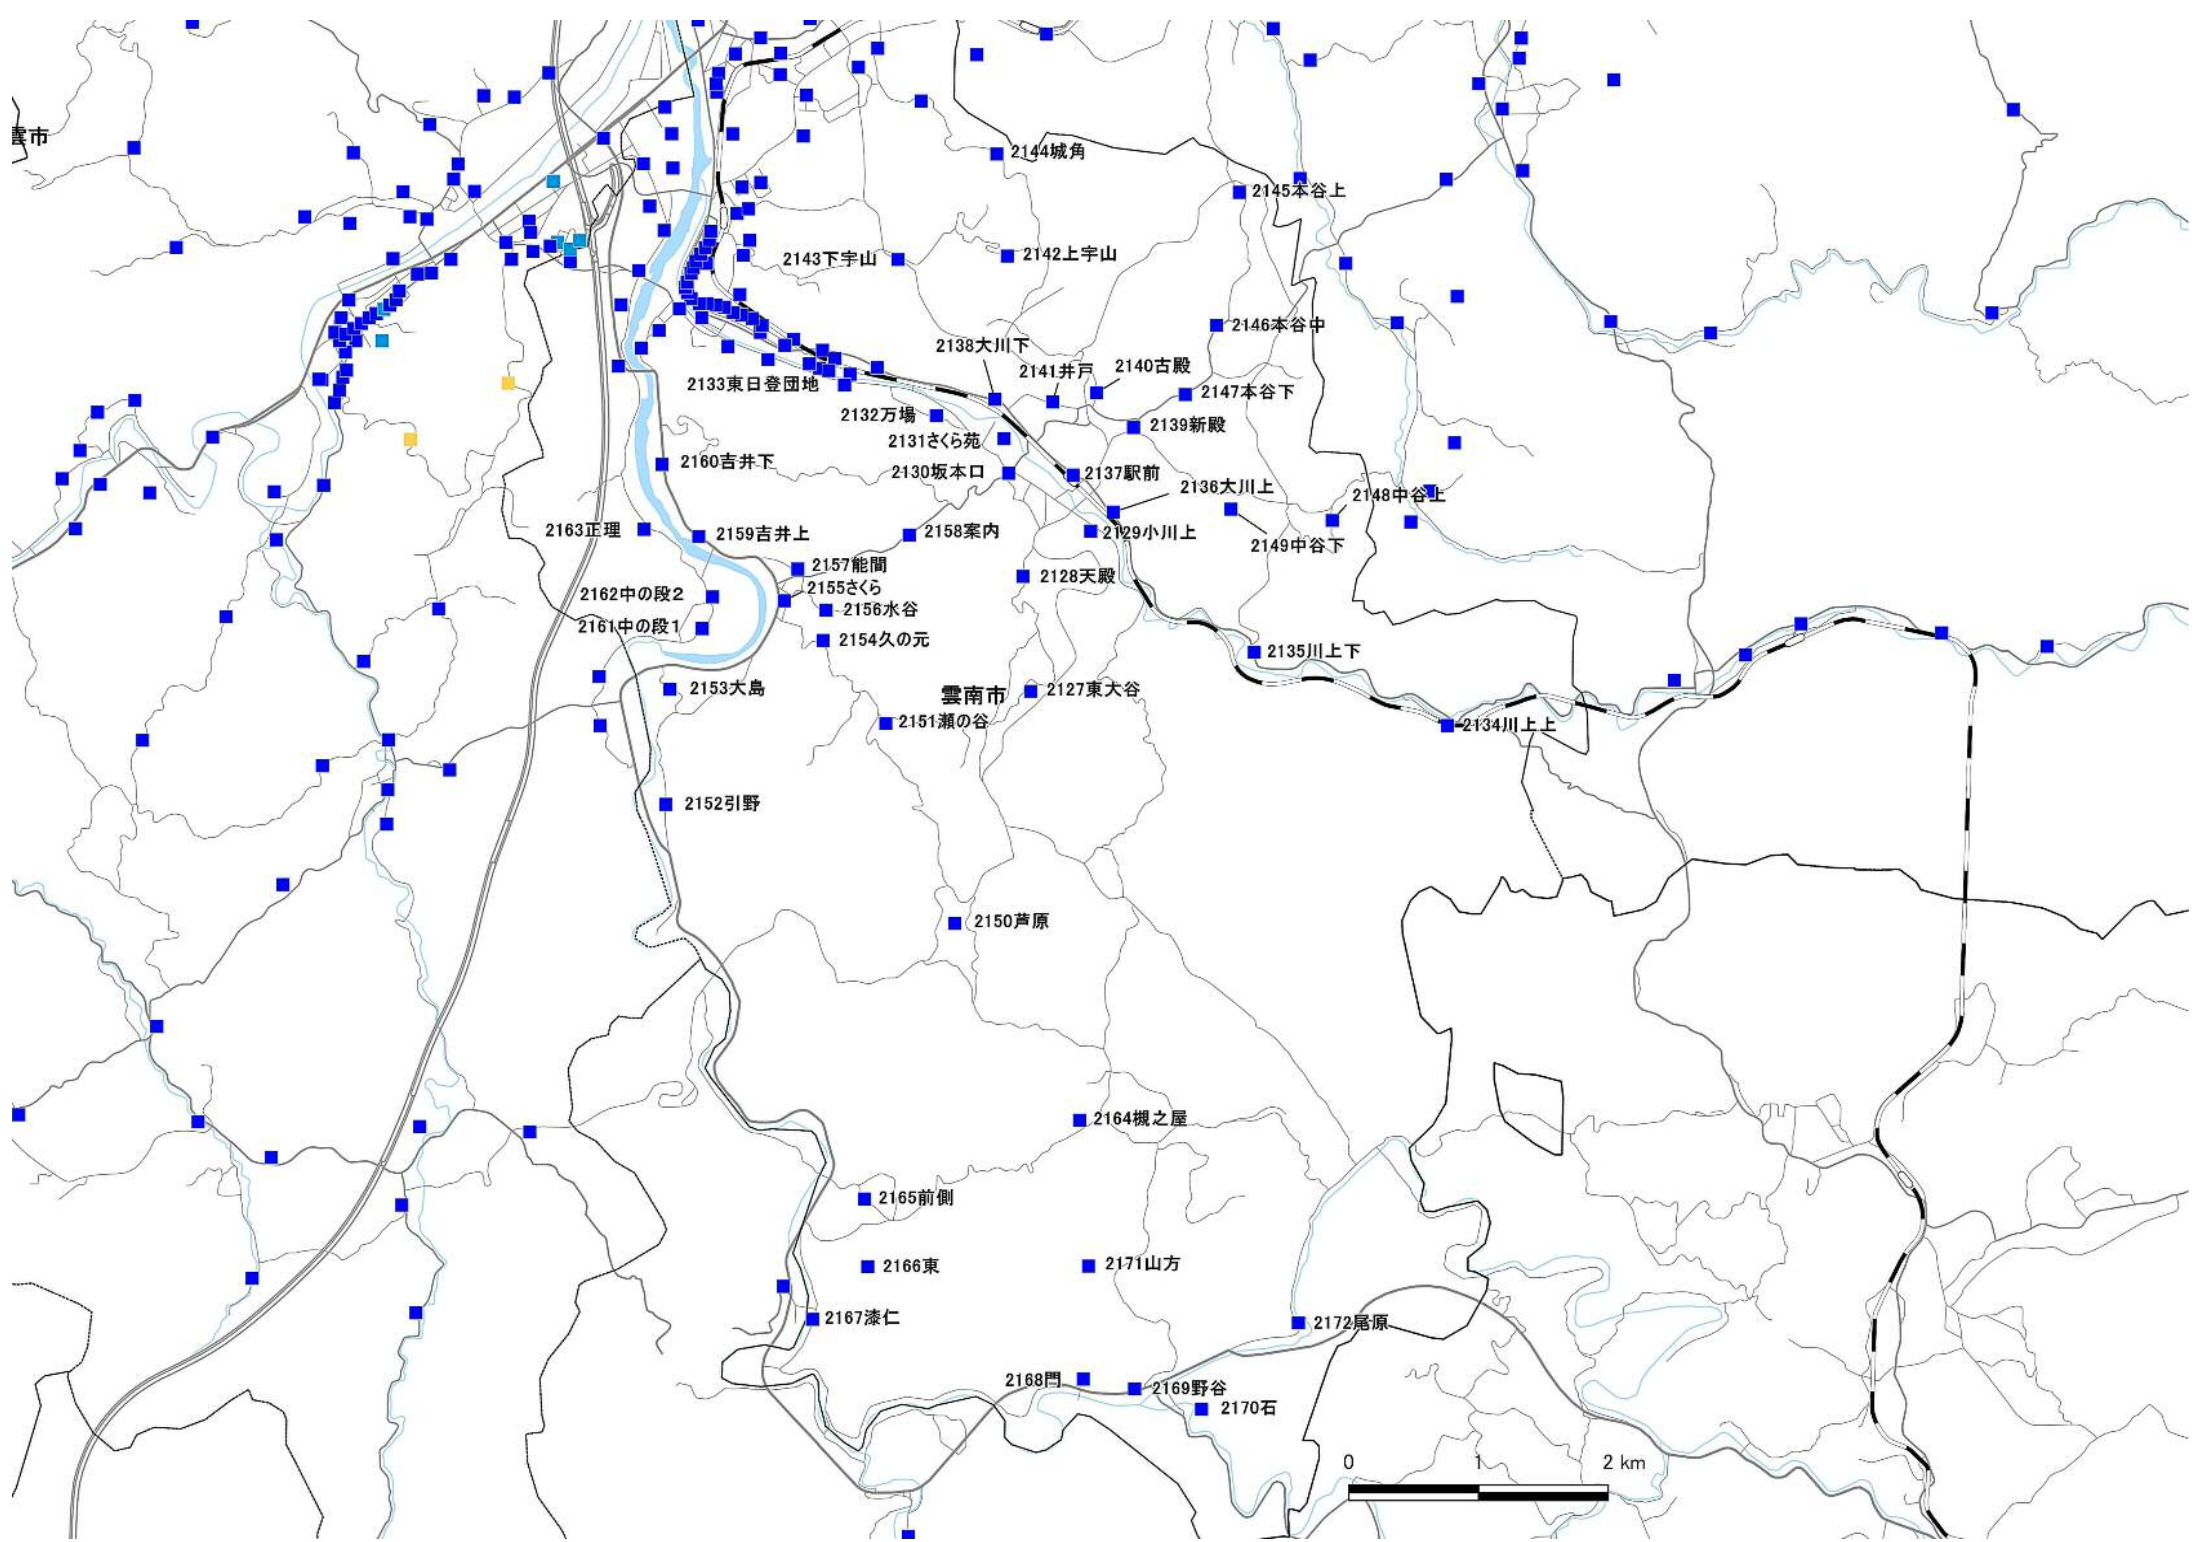 雲市
2144城角
2145本谷上
2143下宇山
2142上宇山
2146本谷中
2138大川下
2141井戸
2140古殿
2133東日登団地
2147本谷下
2132万場
2139新殿
2131さくら苑
2160吉井下
2130坂本口
2137駅前
2136大川上
2148中谷上
2163正理
2159吉井上
2158案内
2129小川上
2149中谷下
2157能間
2128天殿
2155さくら
2162中の段2
2156水谷
2161中の段1
2154久の元
2135川上下
2153大島
雲南市
2127東大谷
2151瀬の谷
2134川上上
2152引野
2150芦原
2164槻之屋
2165前側
2166東
2171山方
2167漆仁
2172尾原
2168門
2169野谷
2170石
0 1 2 km